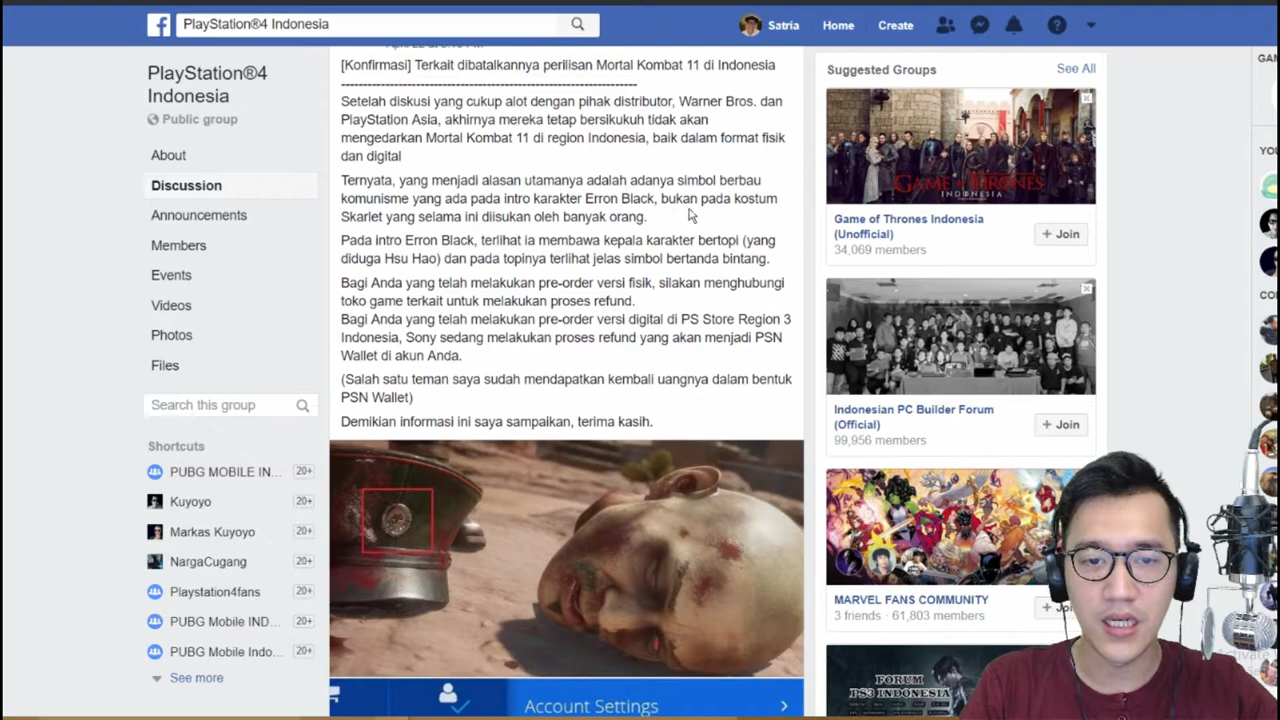 PlayStation®4 Indonesia
Satria
Home
Create
PlayStation®4
Indonesia
Public group
About
Discussion
Announcements
Members
Events
Videos
Photos
Files
Search this group
Shortcuts
PUBG MOBILE IN... 20+
Kuyoyo 20+
Markas Kuyoyo 20+
NargaCugang 20+
Playstation4fans 20+
PUBG Mobile IND... 20+
PUBG Mobile Indo... 20+
See more
[Konfirmasi] Terkait dibatalkannya perilisan Mortal Kombat 11 di Indonesia
Setelah diskusi yang cukup alot dengan pihak distributor, Warner Bros. dan
PlayStation Asia, akhirnya mereka tetap bersikukuh tidak akan
mengedarkan Mortal Kombat 11 di region Indonesia, baik dalam format fisik
dan digital
Ternyata, yang menjadi alasan utamanya adalah adanya simbol berbau
komunisme yang ada pada intro karakter Erron Black, bukan pada kostum
Skarlet yang selama ini diisukan oleh banyak orang.
Pada intro Erron Black, terlihat ia membawa kepala karakter bertopi (yang
diduga Hsu Hao) dan pada topinya terlihat jelas simbol bertanda bintang.
Bagi Anda yang telah melakukan pre-order versi fisik, silakan menghubungi
toko game terkait untuk melakukan proses refund.
Bagi Anda yang telah melakukan pre-order versi digital di PS Store Region 3
Indonesia, Sony sedang melakukan proses refund yang akan menjadi PSN
Wallet di akun Anda.
(Salah satu teman saya sudah mendapatkan kembali uangnya dalam bentuk
PSN Wallet)
Demikian informasi ini saya sampaikan, terima kasih.
Account Settings
Suggested Groups
See All
GAME OF THRONES
INDONESIA
Game of Thrones Indonesia
(Unofficial)
34,069 members
+ Join
Indonesian PC Builder Forum
(Official)
99,956 members
+ Join
MARVEL FANS COMMUNITY
3 friends · 61,803 members
FORUM
PS3 INDONESIA